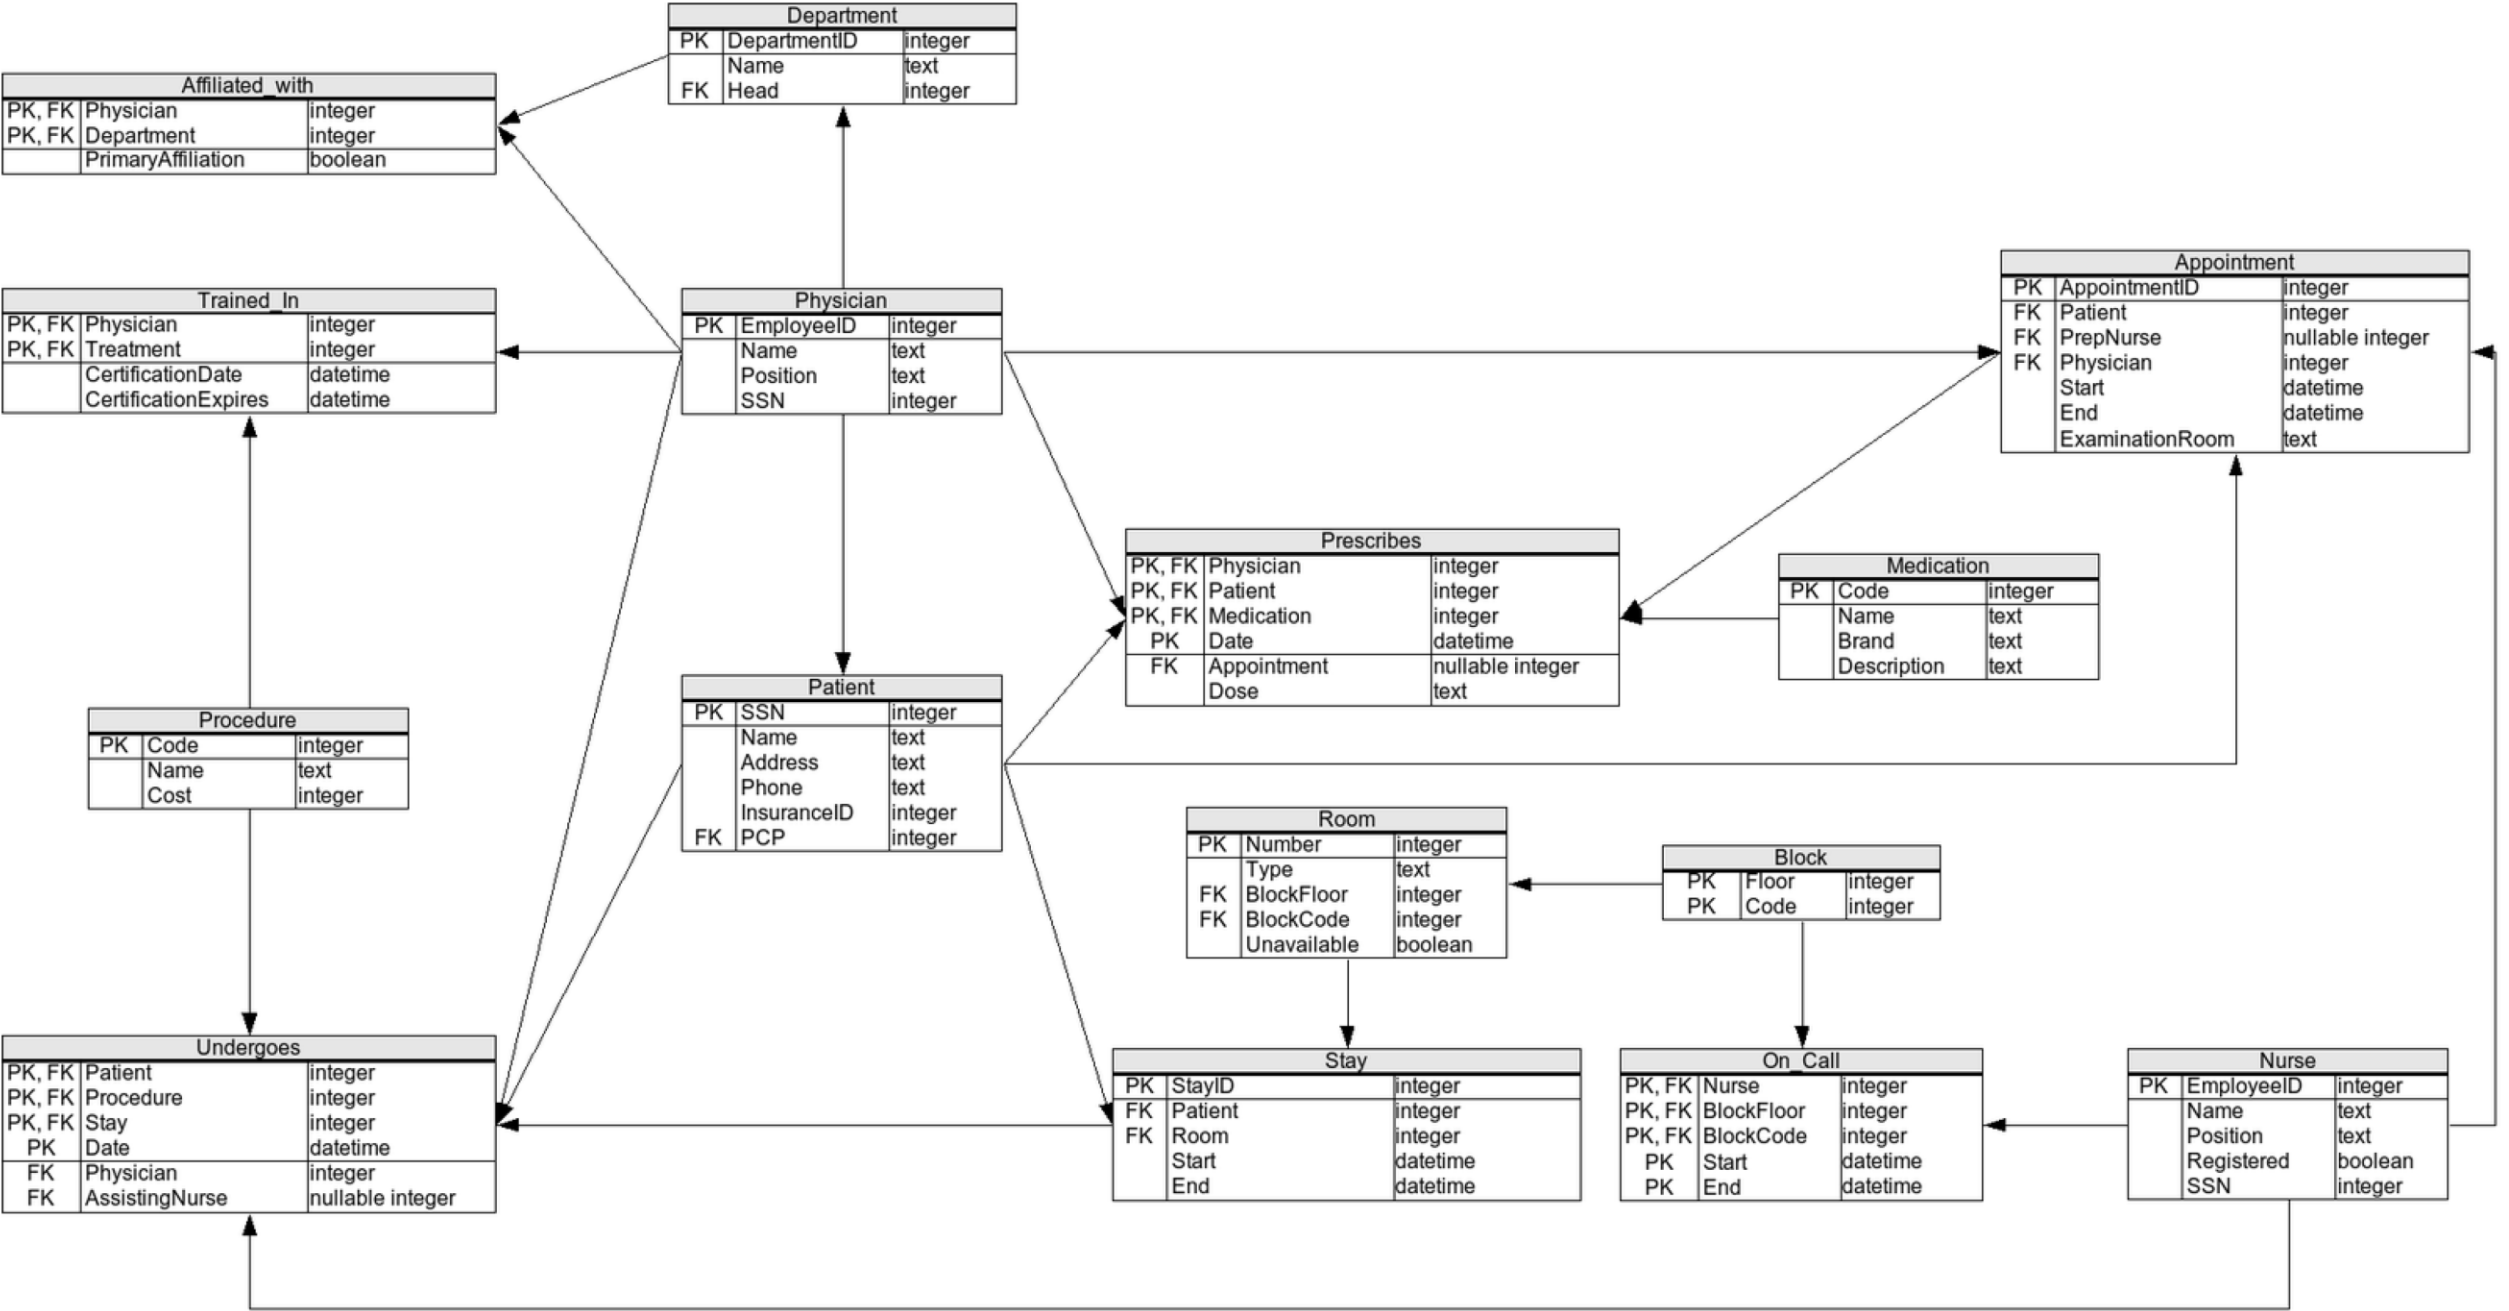 Department
PK DepartmentID integer
Name text
FK Head integer
Affiliated_with
PK, FK Physician integer
PK, FK Department integer
PrimaryAffiliation boolean
Trained_In
PK, FK Physician integer
PK, FK Treatment integer
CertificationDate datetime
CertificationExpires datetime
Physician
PK EmployeeID integer
Name text
Position text
SSN integer
Appointment
PK AppointmentID integer
FK Patient integer
FK PrepNurse nullable integer
FK Physician integer
Start datetime
End datetime
ExaminationRoom text
Prescribes
PK, FK Physician integer
PK, FK Patient integer
PK, FK Medication integer
PK Date datetime
FK Appointment nullable integer
Dose text
Medication
PK Code integer
Name text
Brand text
Description text
Procedure
PK Code integer
Name text
Cost integer
Patient
PK SSN integer
Name text
Address text
Phone text
InsuranceID integer
FK PCP integer
Room
PK Number integer
Type text
FK BlockFloor integer
FK BlockCode integer
Unavailable boolean
Block
PK Floor integer
PK Code integer
Undergoes
PK, FK Patient integer
PK, FK Procedure integer
PK, FK Stay integer
PK Date datetime
FK Physician integer
FK AssistingNurse nullable integer
Stay
PK StayID integer
FK Patient integer
FK Room integer
Start datetime
End datetime
On_Call
PK, FK Nurse integer
PK, FK BlockFloor integer
PK, FK BlockCode integer
PK Start datetime
PK End datetime
Nurse
PK EmployeeID integer
Name text
Position text
Registered boolean
SSN integer